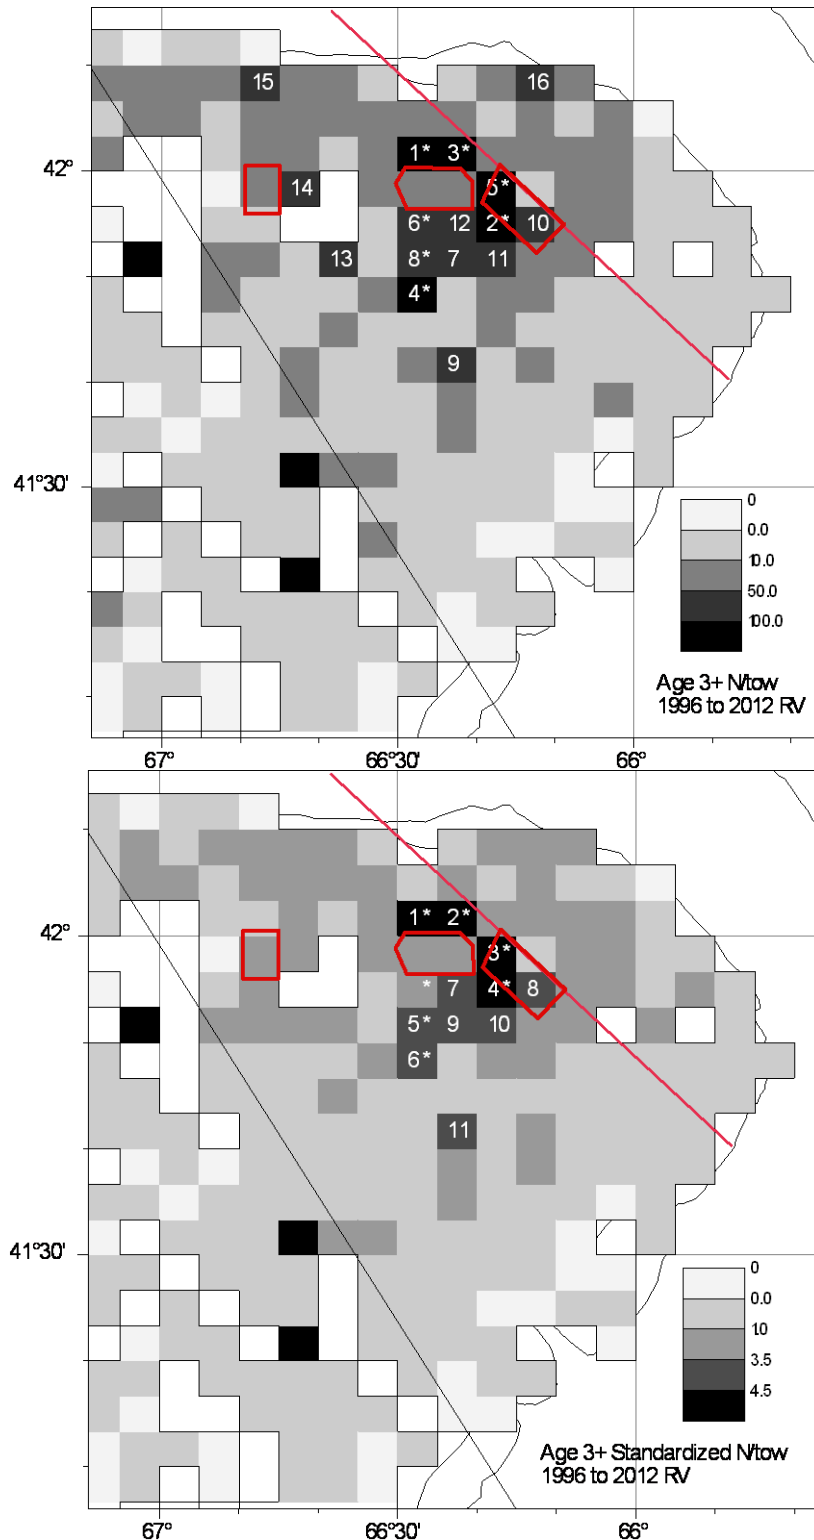 15
16
1* 3*
42°
14
5*
6* 12 2* 10
13 8* 7 11
4*
9
41°30'
0
0.0
10.0
50.0
100.0
Age 3+ N/tow
1996 to 2012 RV
67° 66°30' 66°
1* 2*
42°
3*
* 7 4* 8
5* 9 10
6*
11
41°30'
0
0.0
10
3.5
4.5
Age 3+ Standardized N/tow
1996 to 2012 RV
67° 66°30' 66°